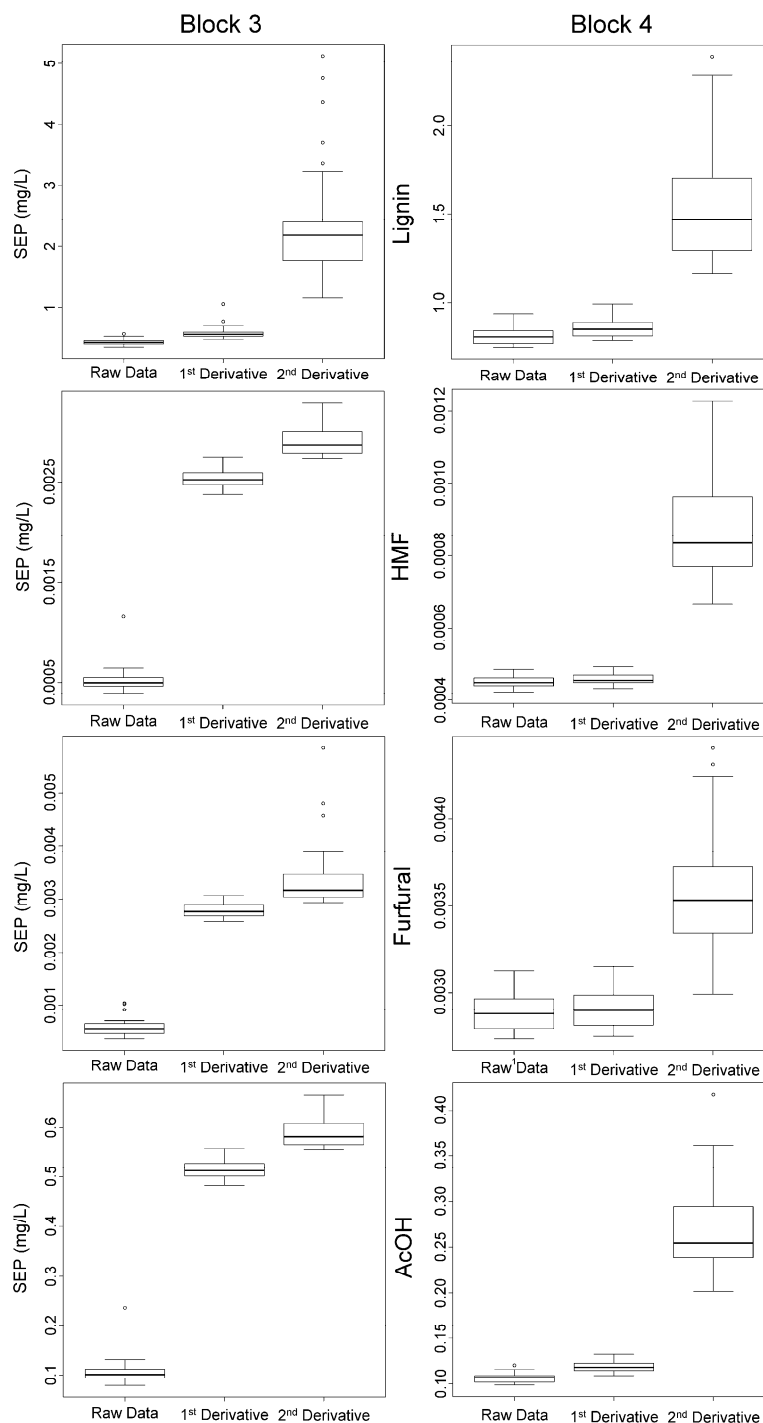 Block 3
Block 4
SEP (mg/L)
5
4
3
2
1
Raw Data
1st Derivative
2nd Derivative
Lignin
2.0
1.5
1.0
Raw Data
1st Derivative
2nd Derivative
SEP (mg/L)
0.0025
0.0015
0.0005
Raw Data
1st Derivative
2nd Derivative
HMF
0.0012
0.0010
0.0008
0.0006
0.0004
Raw Data
1st Derivative
2nd Derivative
SEP (mg/L)
0.005
0.004
0.003
0.002
0.001
Raw Data
1st Derivative
2nd Derivative
Furfural
0.0040
0.0035
0.0030
Raw1Data
1st Derivative
2nd Derivative
SEP (mg/L)
0.6
0.5
0.4
0.3
0.2
0.1
Raw Data
1st Derivative
2nd Derivative
AcOH
0.40
0.35
0.30
0.25
0.20
0.15
0.10
Raw Data
1st Derivative
2nd Derivative